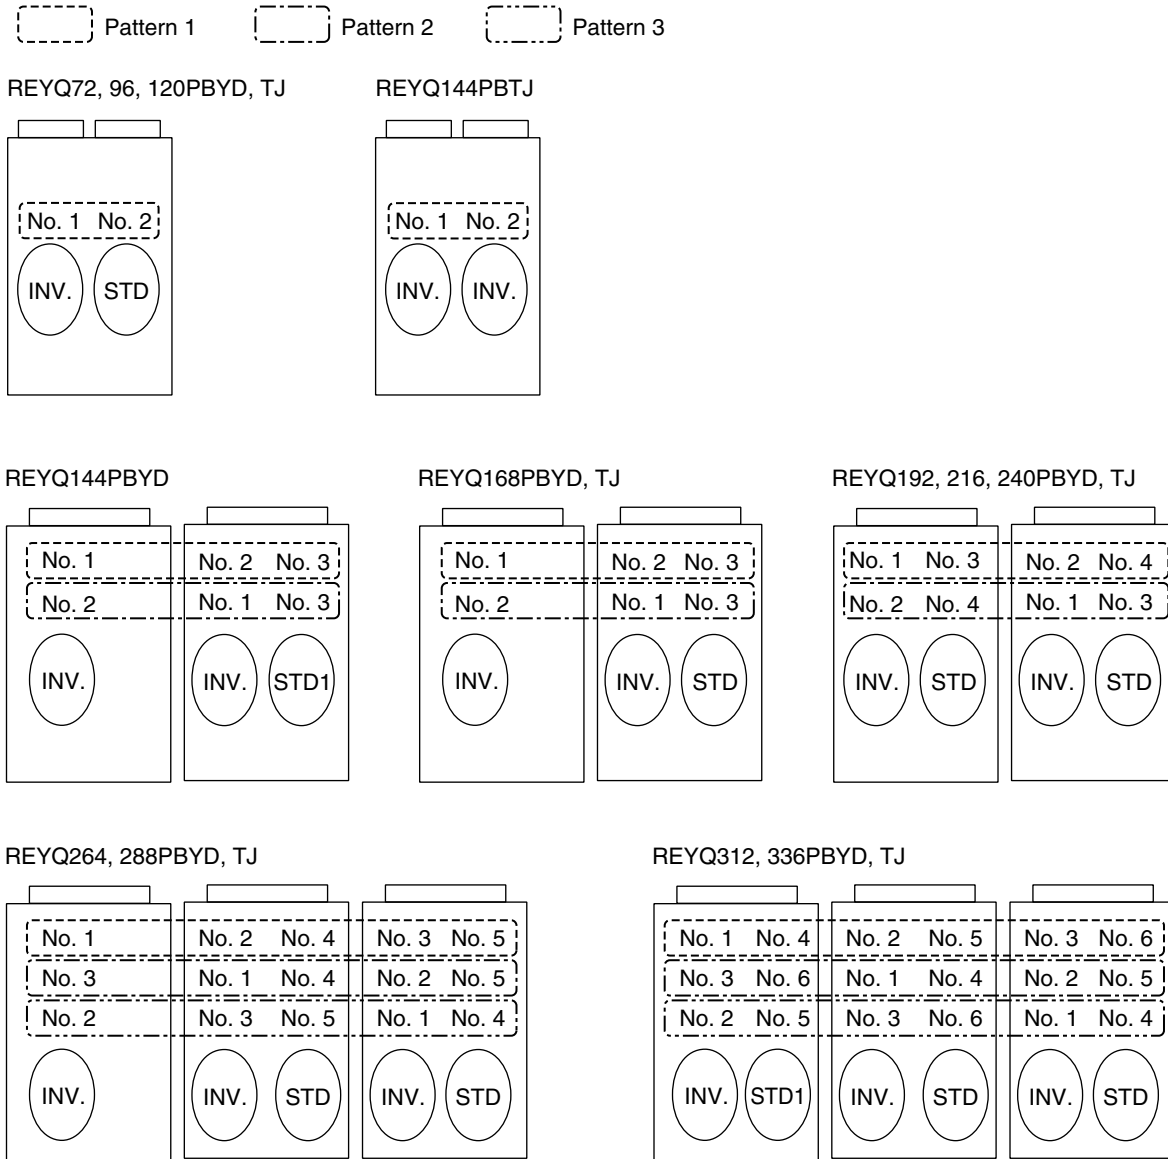 Pattern 1 Pattern 2 Pattern 3
REYQ72, 96, 120PBYD, TJ REYQ144PBTJ
No. 1 No. 2 No. 1 No. 2
INV. STD INV. INV.
REYQ144PBYD REYQ168PBYD, TJ REYQ192, 216, 240PBYD, TJ
No. 1 No. 2 No. 3 No. 1 No. 2 No. 3 No. 1 No. 3 No. 2 No. 4
No. 2 No. 1 No. 3 No. 2 No. 1 No. 3 No. 2 No. 4 No. 1 No. 3
INV. INV. STD1 INV. INV. STD INV. STD INV. STD
REYQ264, 288PBYD, TJ REYQ312, 336PBYD, TJ
No. 1 No. 2 No. 4 No. 3 No. 5 No. 1 No. 4 No. 2 No. 5 No. 3 No. 6
No. 3 No. 1 No. 4 No. 2 No. 5 No. 3 No. 6 No. 1 No. 4 No. 2 No. 5
No. 2 No. 3 No. 5 No. 1 No. 4 No. 2 No. 5 No. 3 No. 6 No. 1 No. 4
INV. INV. STD INV. STD INV. STD1 INV. STD INV. STD